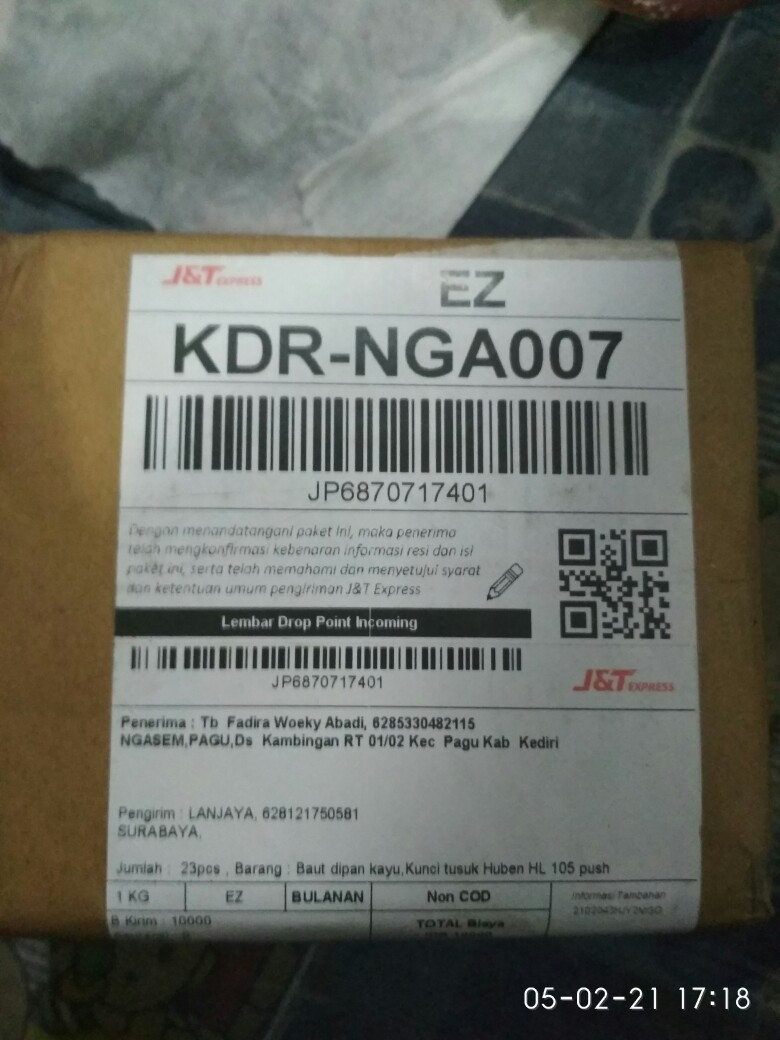 J&T EXPRESS
EZ
KDR-NGA007
JP6870717401
Dengan menandatangani paket ini, maka penerima
telah mengkonfirmasi kebenaran informasi resi dan isi
paket ini, serta telah memahami dan menyetujui syarat
dan ketentuan umum pengiriman J&T Express
Lembar Drop Point Incoming
JP6870717401
J&T EXPRESS
Penerima : Tb Fadira Woeky Abadi, 6285330482115
NGASEM,PAGU,Ds Kambingan RT 01/02 Kec Pagu Kab Kediri
Pengirim : LANJAYA, 628121750581
SURABAYA,
Jumlah : 23pcs , Barang : Baut dipan kayu,Kunci tusuk Huben HL 105 push
1 KG EZ BULANAN Non COD Informasi Tambahan
B Kirim : 10000 TOTAL Biaya
05-02-21 17:18